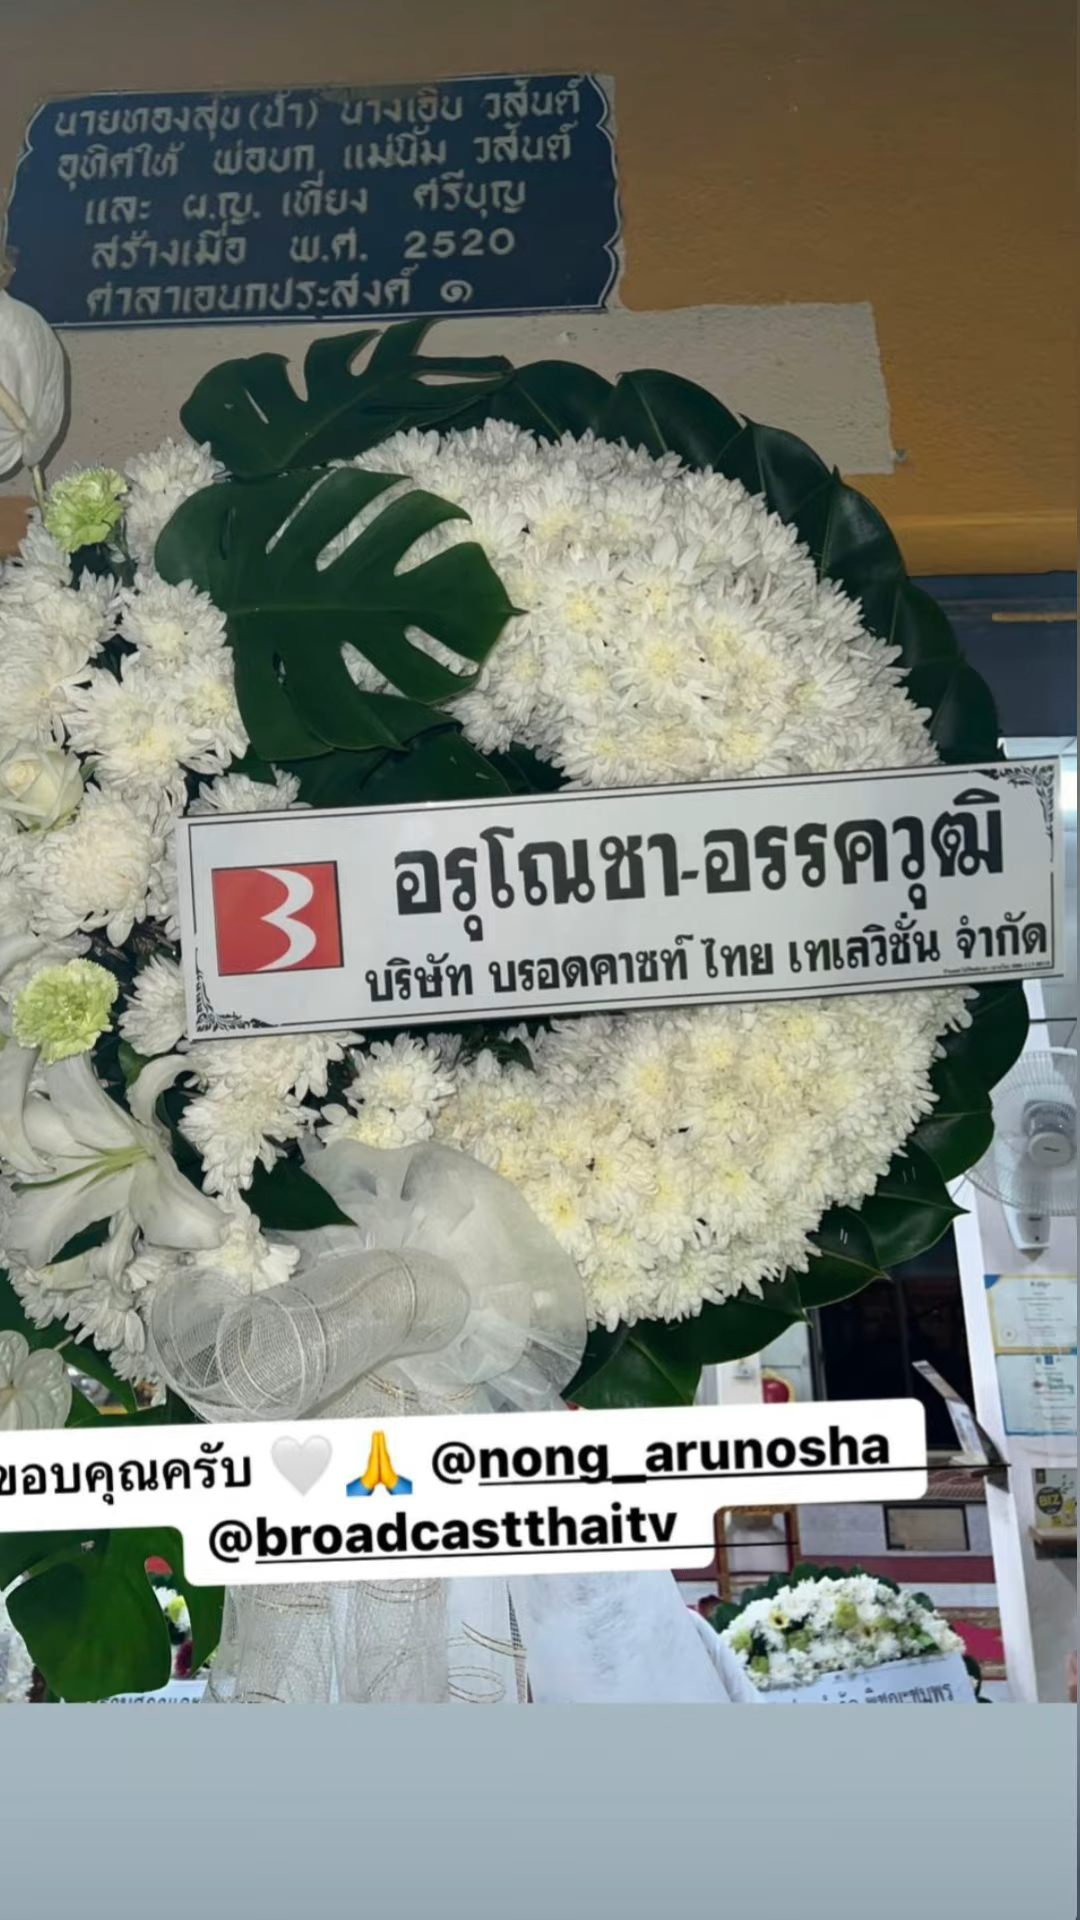 นายทองสุข(ป้ำ) นางเอิบ วสันต์
อุทิศให้ พ่อบก แม่นิ่ม วสันต์
และ ผ.ญ. เที่ยง ศรีบุญ
สร้างเมื่อ พ.ศ. 2520
ศาลาเอนกประสงค์ ๑
อรุโณชา-อรรควุฒิ
บริษัท บรอดคาซท์ ไทย เทเลวิชั่น จำกัด
ขอบคุณครับ 🤍 🙏 @nong_arunosha
@broadcastthaitv
BIZ